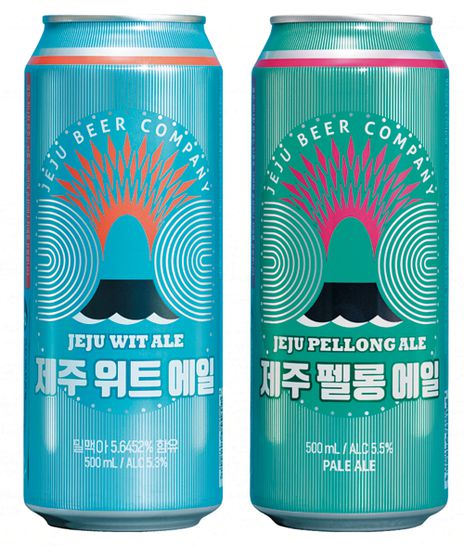 JEJU BEER COMPANY
JEJU WIT ALE
제주 위트 에일
밀맥아 5.6452% 함유
500 mL / ALC 5.3%
JEJU BEER COMPANY
JEJU PELLONG ALE
제주 펠롱 에일
500 mL / ALC 5.5%
PALE ALE